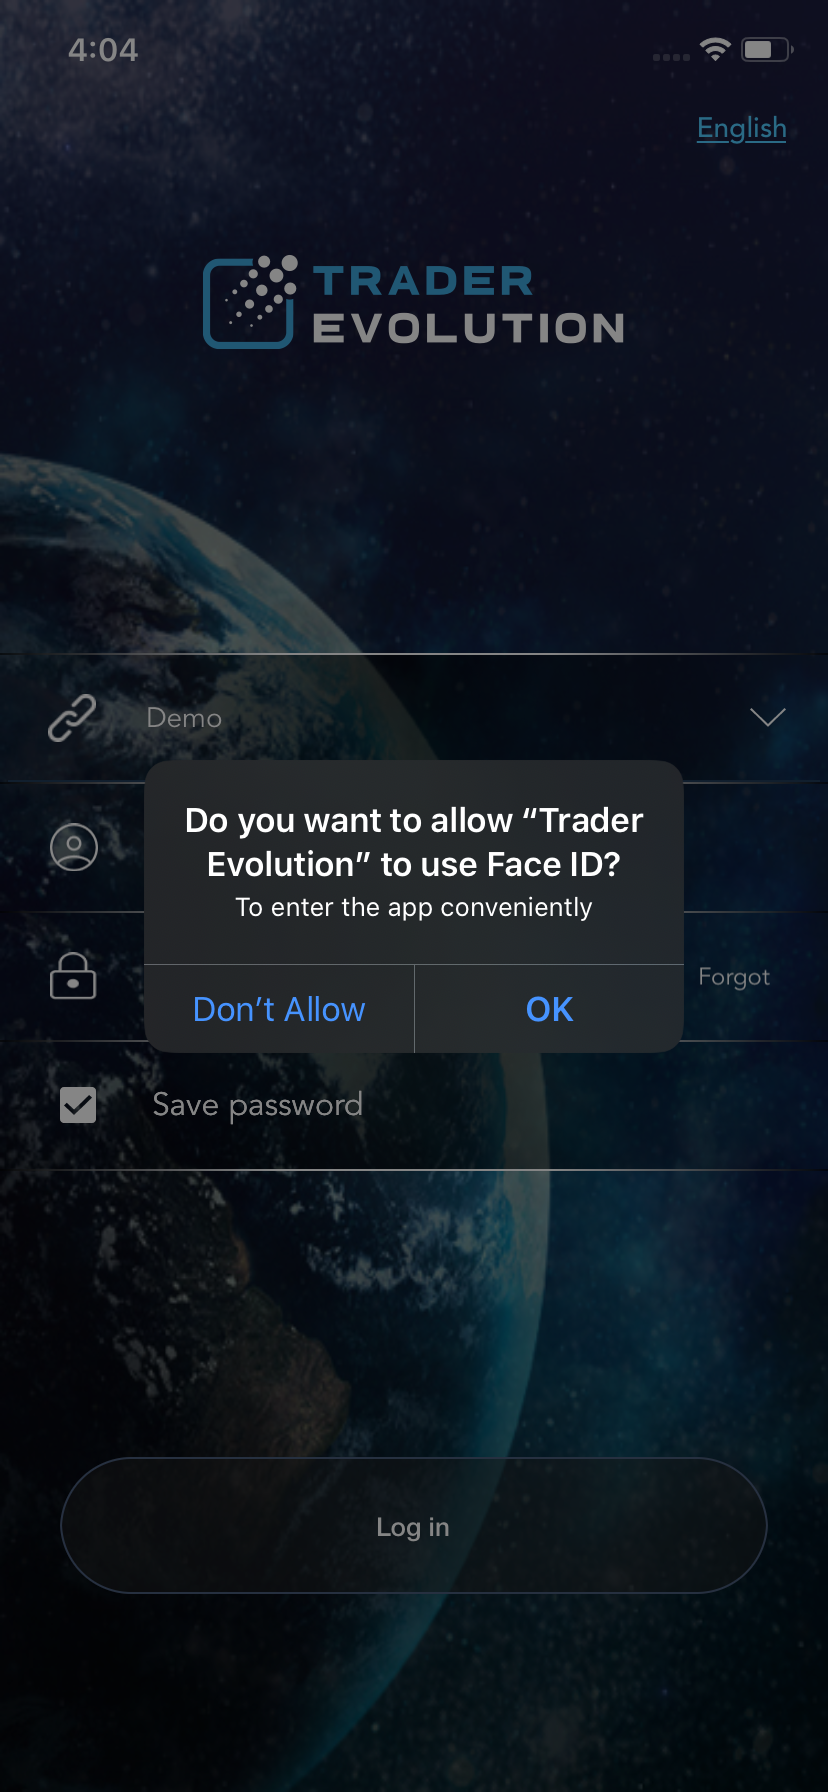 4:04
English
TRADER
EVOLUTION
Demo
Do you want to allow “Trader
Evolution” to use Face ID?
To enter the app conveniently
Don’t Allow
OK
Forgot
Save password
Log in